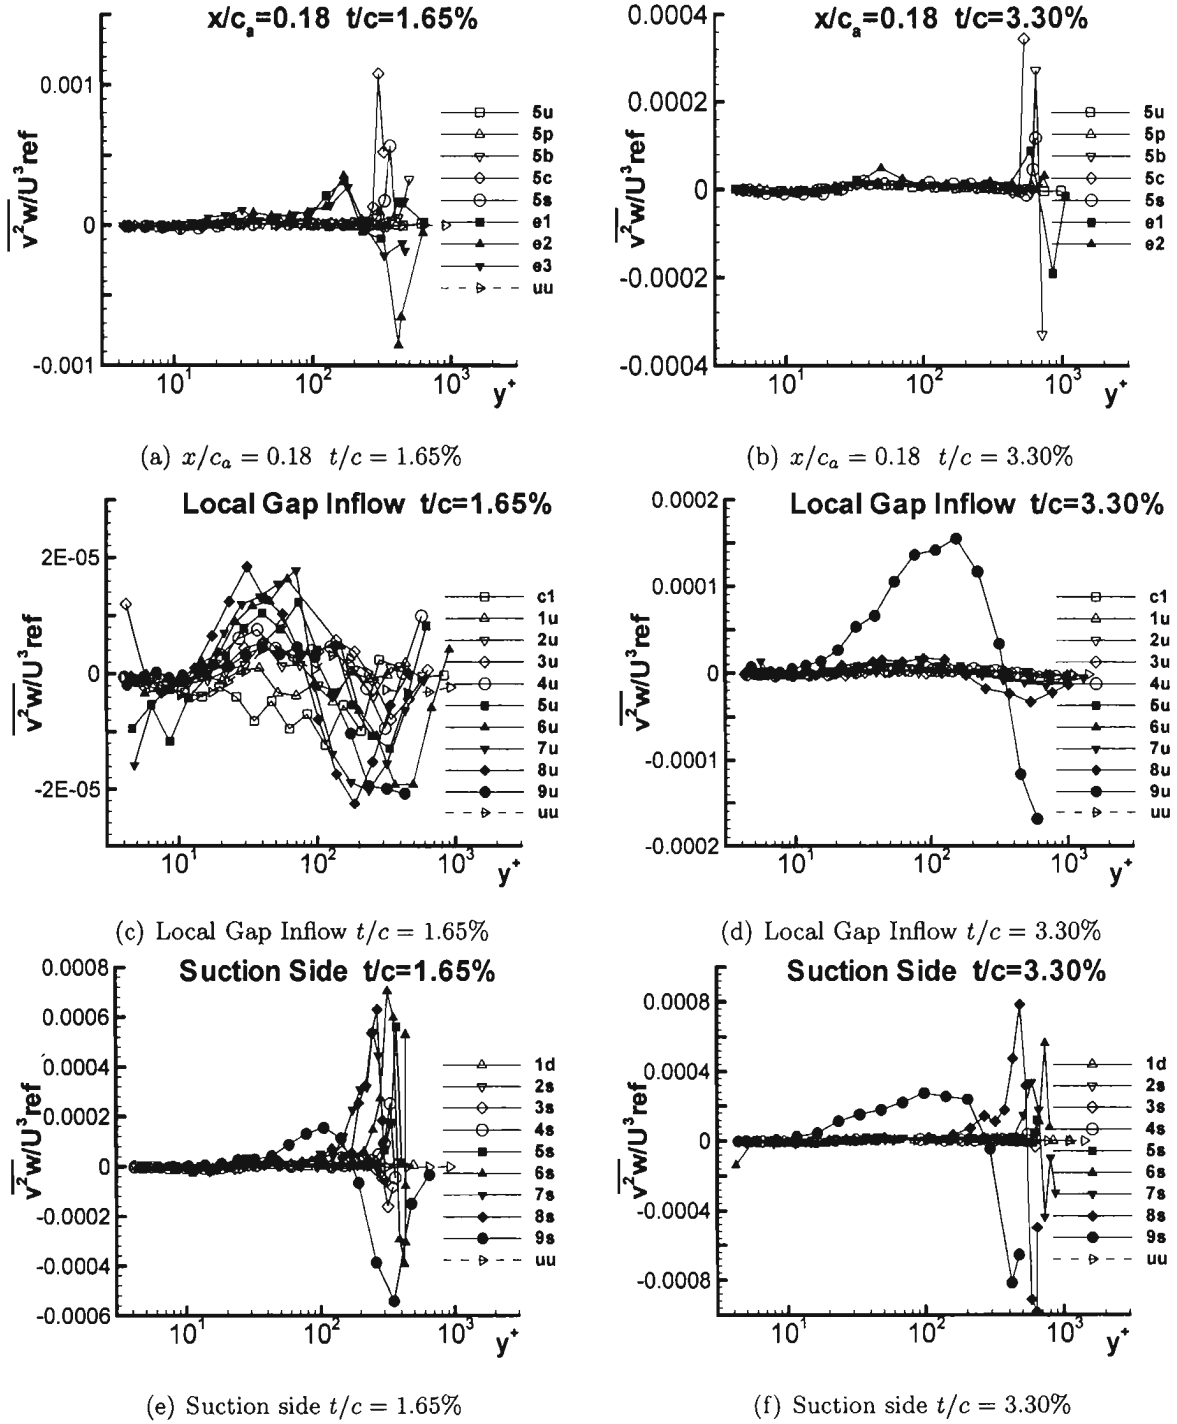 x/ca=0.18 t/c=1.65%
0.001
0
-0.001
v²w/U³ref
10¹
10²
10³
y⁺
5u
5p
5b
5c
5s
e1
e2
e3
uu
(a) x/ca = 0.18 t/c = 1.65%
x/ca=0.18 t/c=3.30%
0.0004
0.0002
0
-0.0002
-0.0004
v²w/U³ref
10¹
10²
10³
y⁺
5u
5p
5b
5c
5s
e1
e2
(b) x/ca = 0.18 t/c = 3.30%
Local Gap Inflow t/c=1.65%
2E-05
0
-2E-05
v²w/U³ref
10¹
10²
10³
y⁺
c1
1u
2u
3u
4u
5u
6u
7u
8u
9u
uu
(c) Local Gap Inflow t/c = 1.65%
Local Gap Inflow t/c=3.30%
0.0002
0.0001
0
-0.0001
-0.0002
v²w/U³ref
10¹
10²
10³
y⁺
c1
1u
2u
3u
4u
5u
6u
7u
8u
9u
uu
(d) Local Gap Inflow t/c = 3.30%
Suction Side t/c=1.65%
0.0008
0.0006
0.0004
0.0002
0
-0.0002
-0.0004
-0.0006
v²w/U³ref
10¹
10²
10³
y⁺
1d
2s
3s
4s
5s
6s
7s
8s
9s
uu
(e) Suction side t/c = 1.65%
Suction Side t/c=3.30%
0.0008
0.0004
0
-0.0004
-0.0008
v²w/U³ref
10¹
10²
10³
y⁺
1d
2s
3s
4s
5s
6s
7s
8s
9s
uu
(f) Suction side t/c = 3.30%